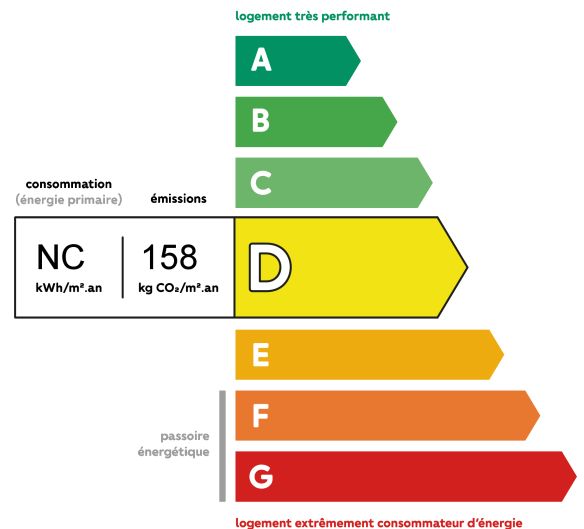 logement très performant
A
B
C
consommation
(énergie primaire)
émissions
NC
158
kWh/m².an
kg CO₂/m².an
D
E
F
passoire
énergétique
G
logement extrêmement consommateur d'énergie